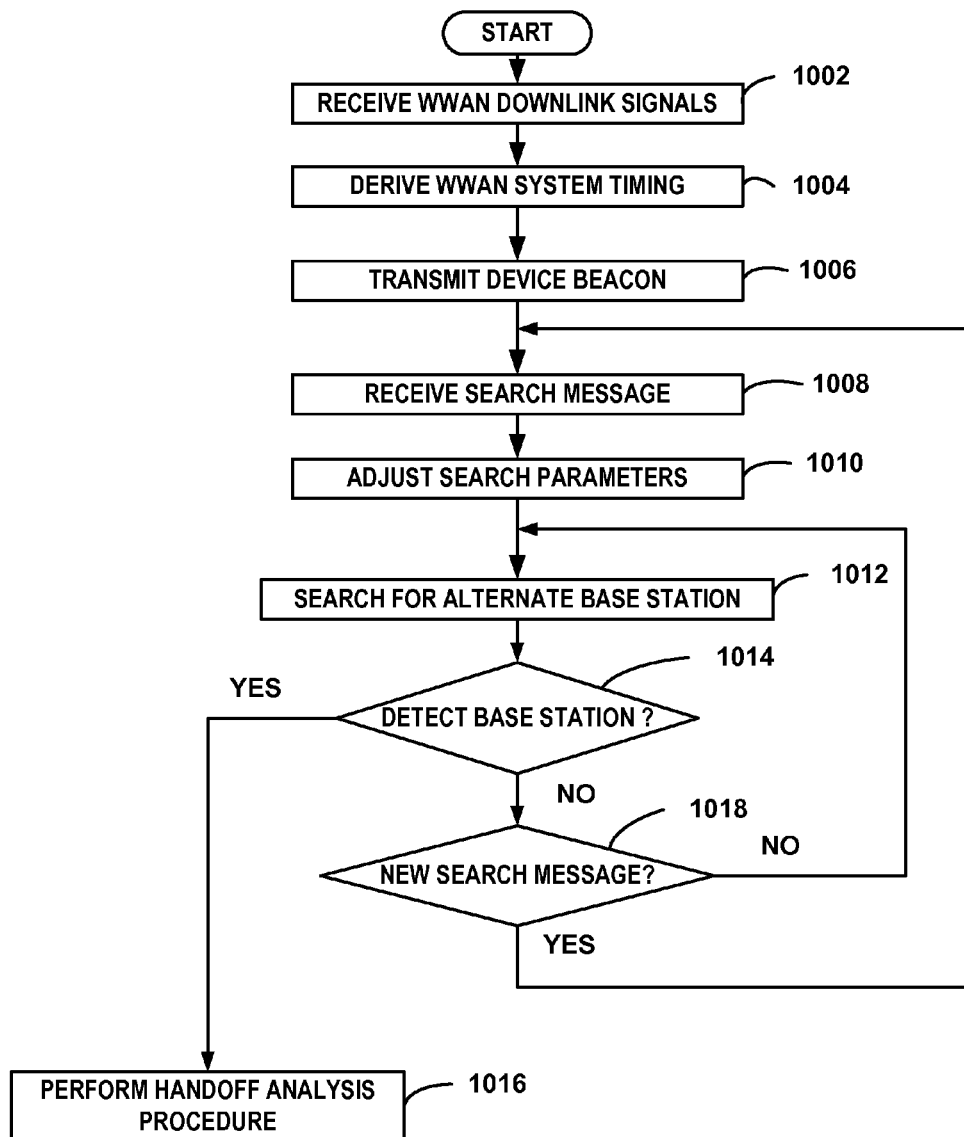 START
RECEIVE WWAN DOWNLINK SIGNALS
1002
DERIVE WWAN SYSTEM TIMING
1004
TRANSMIT DEVICE BEACON
1006
RECEIVE SEARCH MESSAGE
1008
ADJUST SEARCH PARAMETERS
1010
SEARCH FOR ALTERNATE BASE STATION
1012
DETECT BASE STATION ?
1014
YES
NO
NEW SEARCH MESSAGE?
1018
NO
YES
PERFORM HANDOFF ANALYSIS
PROCEDURE
1016